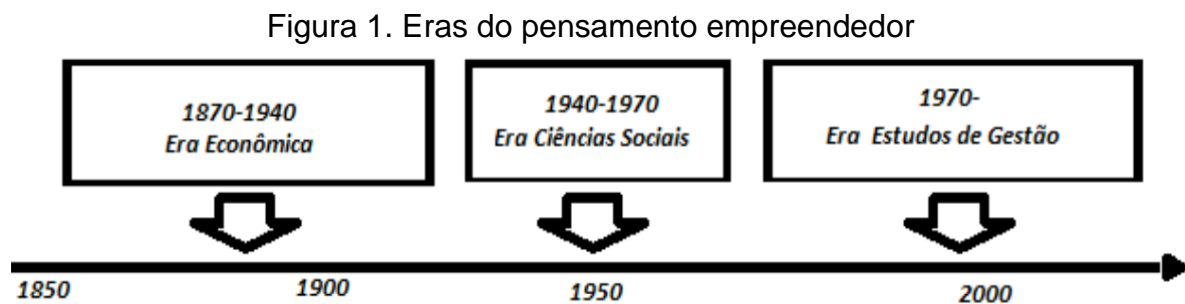 Figura 1. Eras do pensamento empreendedor
1870-1940
Era Econômica
1940-1970
Era Ciências Sociais
1970-
Era Estudos de Gestão
1850
1900
1950
2000